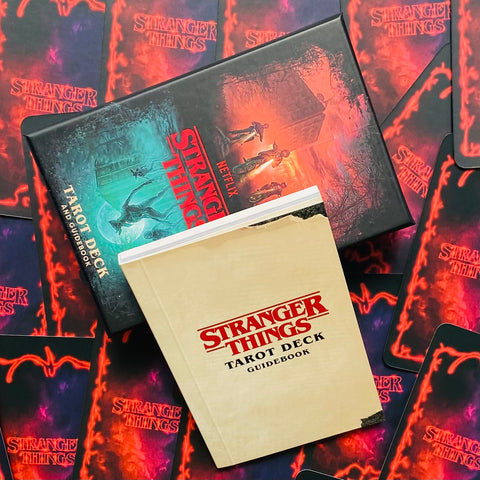 STRANGER
THINGS
NETFLIX
STRANGER
THINGS
TAROT DECK
AND GUIDEBOOK
STRANGER
THINGS
TAROT DECK
GUIDEBOOK
STRANGER
THINGS
STRANGER
THINGS
STRANGER
THINGS